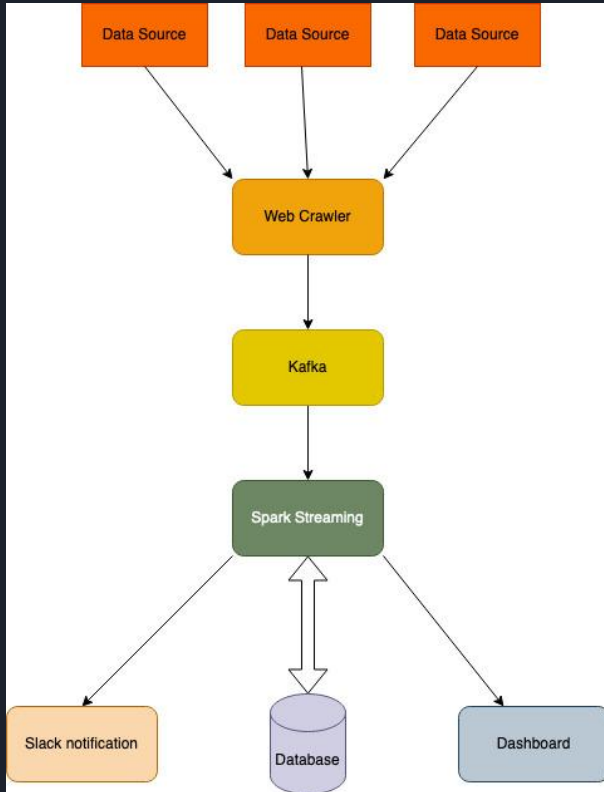 Data Source
Data Source
Data Source
Web Crawler
Kafka
Spark Streaming
Slack notification
Database
Dashboard